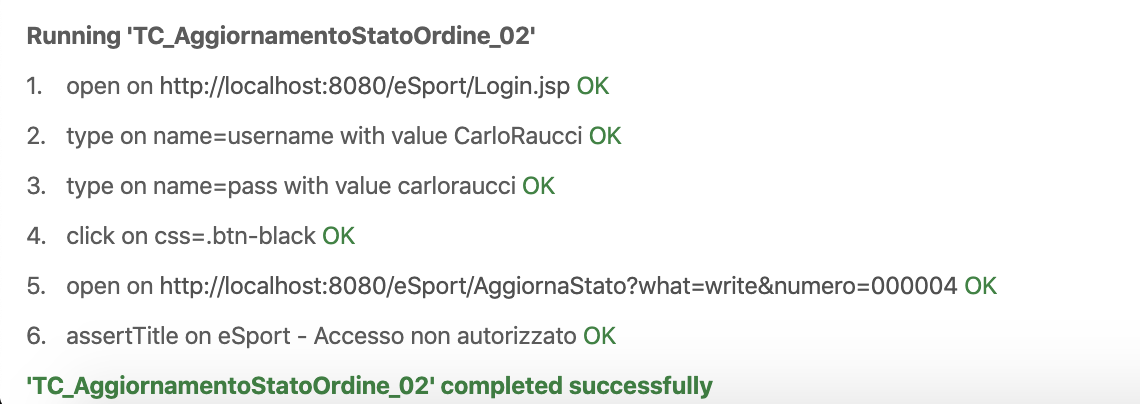 Running 'TC_AggiornamentoStatoOrdine_02'
1. open on http://localhost:8080/eSport/Login.jsp OK
2. type on name=username with value CarloRaucci OK
3. type on name=pass with value carloraucci OK
4. click on css=.btn-black OK
5. open on http://localhost:8080/eSport/AggiornaStato?what=write&numero=000004 OK
6. assertTitle on eSport - Accesso non autorizzato OK
'TC_AggiornamentoStatoOrdine_02' completed successfully